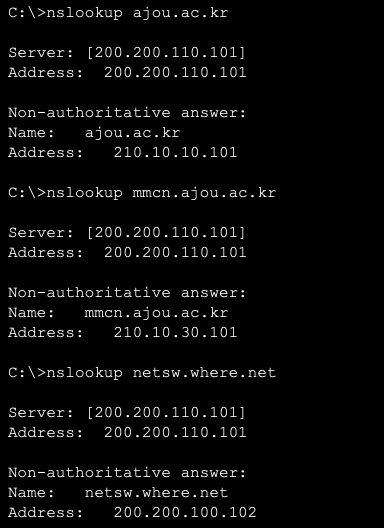 C:\>nslookup ajou.ac.kr
Server: [200.200.110.101]
Address:  200.200.110.101
Non-authoritative answer:
Name:   ajou.ac.kr
Address:   210.10.10.101
C:\>nslookup mmcn.ajou.ac.kr
Server: [200.200.110.101]
Address:  200.200.110.101
Non-authoritative answer:
Name:   mmcn.ajou.ac.kr
Address:   210.10.30.101
C:\>nslookup netsw.where.net
Server: [200.200.110.101]
Address:  200.200.110.101
Non-authoritative answer:
Name:   netsw.where.net
Address:   200.200.100.102